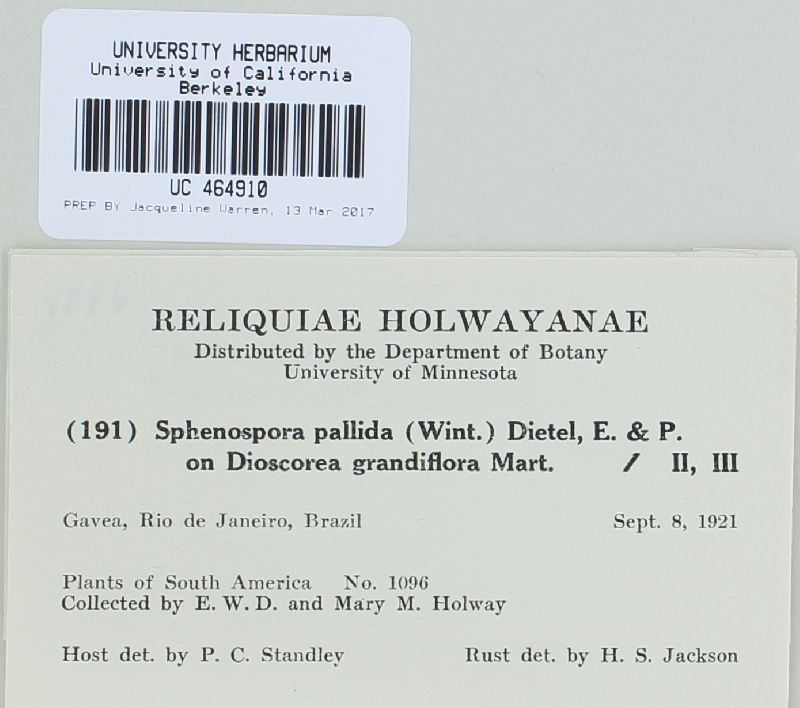 UNIVERSITY HERBARIUM
University of California
Berkeley
UC 464910
PREP BY Jacqueline Warren, 13 Mar 2017
RELIQUIAE HOLWAYANAE
Distributed by the Department of Botany
University of Minnesota
(191) Sphenospora pallida (Wint.) Dietel, E. & P.
on Dioscorea grandiflora Mart. / II, III
Gavea, Rio de Janeiro, Brazil Sept. 8, 1921
Plants of South America No. 1096
Collected by E. W. D. and Mary M. Holway
Host det. by P. C. Standley Rust det. by H. S. Jackson